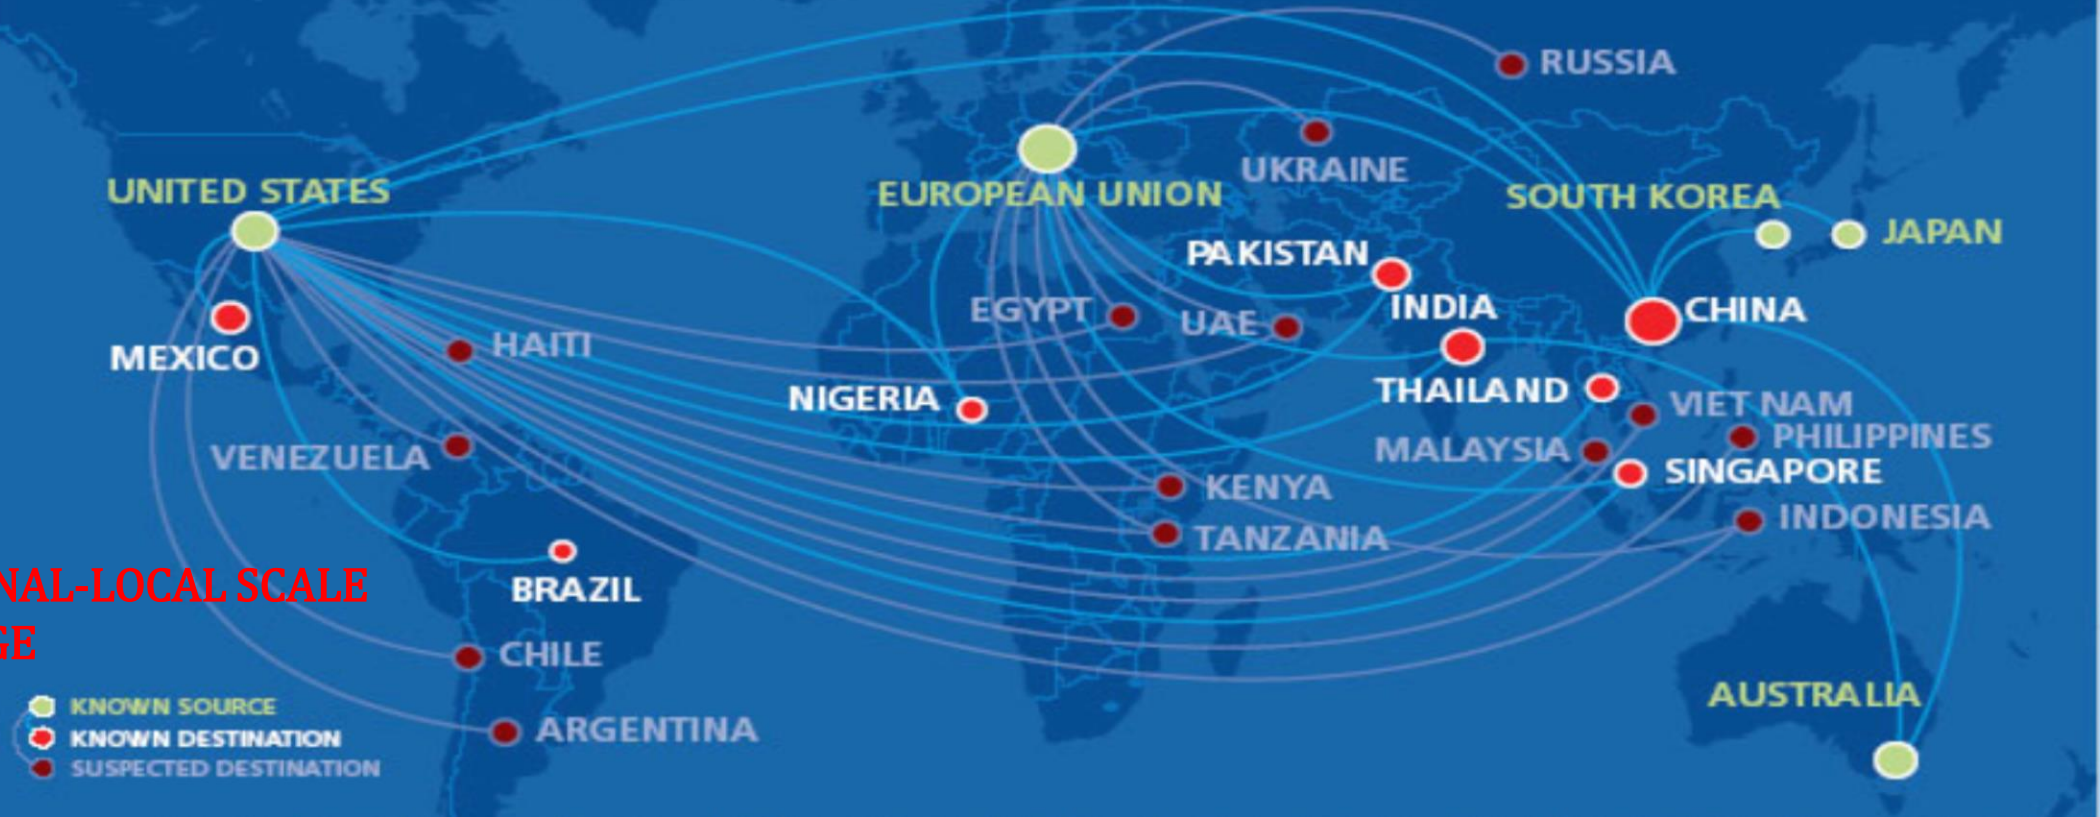 RUSSIA
UKRAINE
UNITED STATES
EUROPEAN UNION
SOUTH KOREA
JAPAN
PAKISTAN
INDIA
CHINA
EGYPT
UAE
MEXICO
HAITI
NIGERIA
THAILAND
VIET NAM
VENEZUELA
MALAYSIA
PHILIPPINES
SINGAPORE
KENYA
TANZANIA
INDONESIA
BRAZIL
NAL-LOCAL SCALE
GE
CHILE
AUSTRALIA
ARGENTINA
KNOWN SOURCE
KNOWN DESTINATION
SUSPECTED DESTINATION